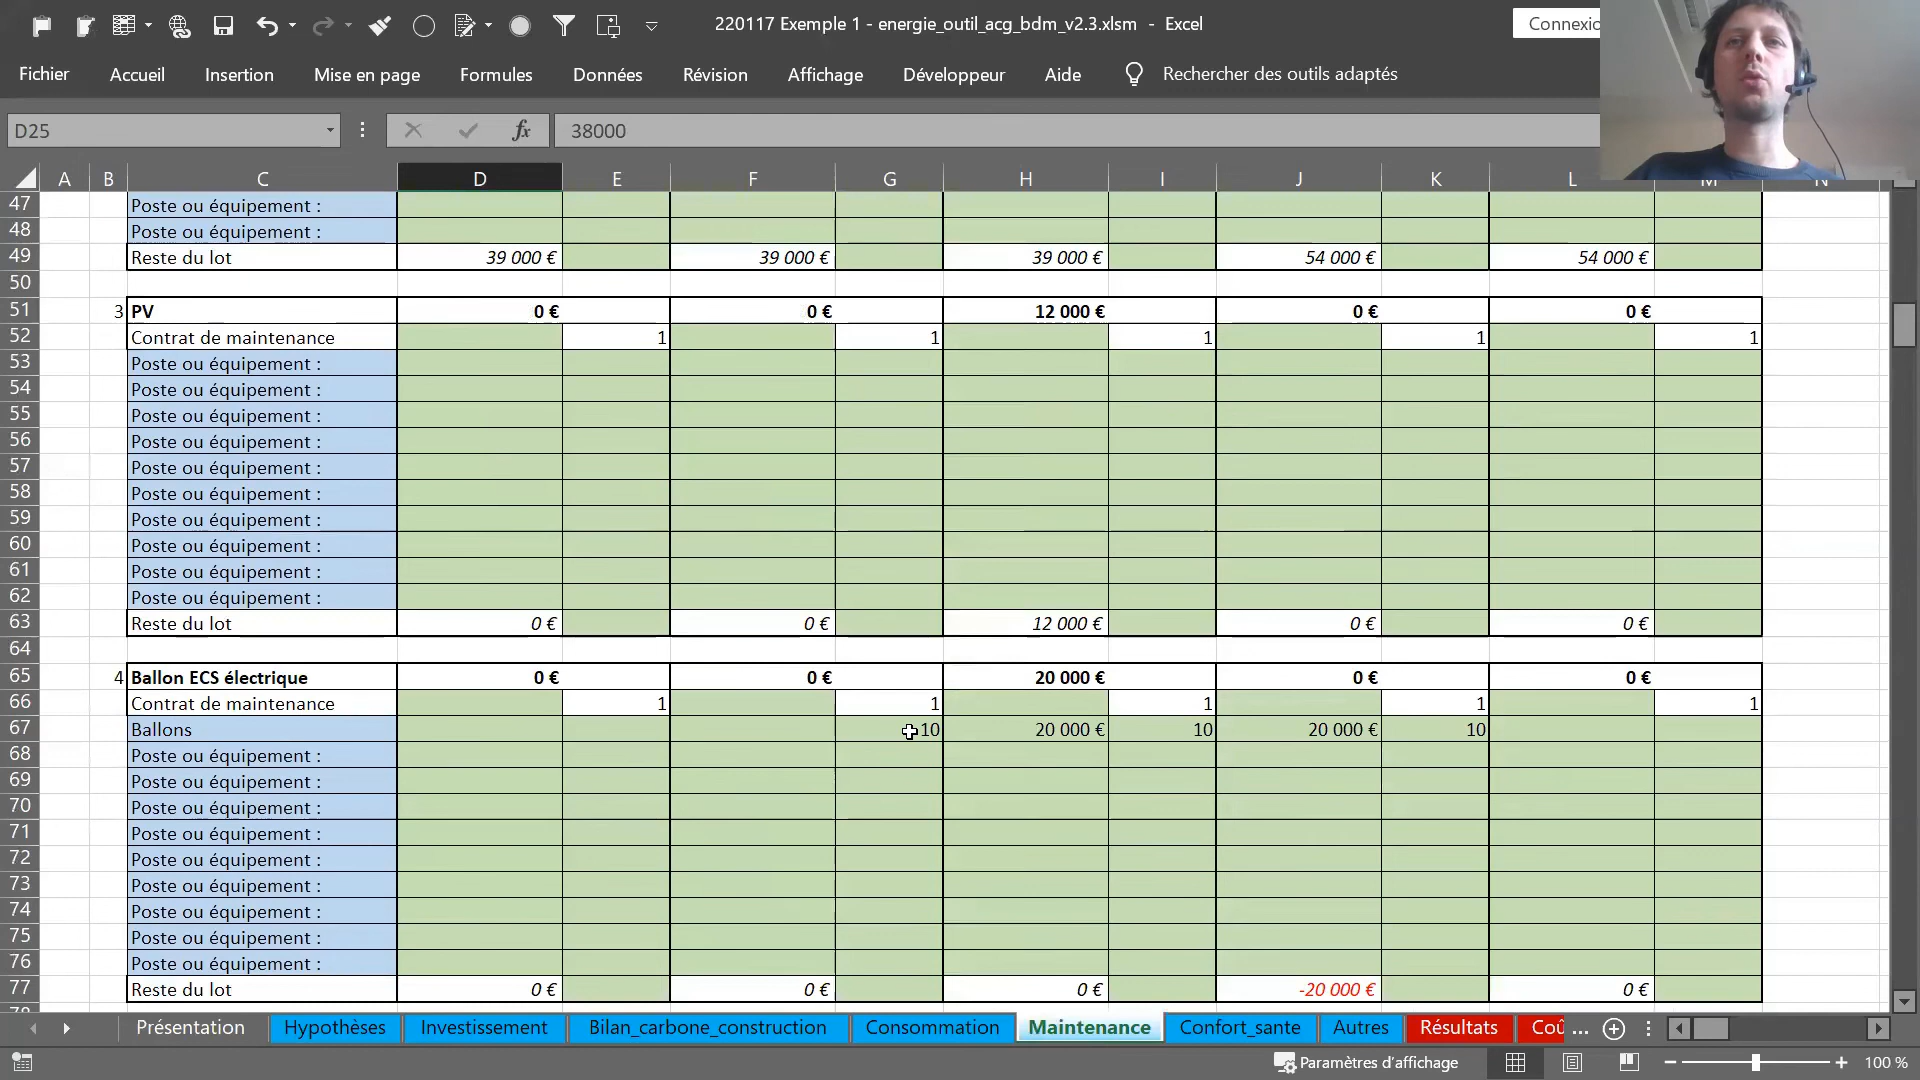 220117 Exemple 1 - energie_outil_acg_bdm_v2.3.xlsm - Excel
Connexio
Fichier Accueil Insertion Mise en page Formules Données Révision Affichage Développeur Aide Rechercher des outils adaptés
D25 fx 38000
A B C D E F G H I J K L M N
47 Poste ou équipement :
48 Poste ou équipement :
49 Reste du lot 39 000 € 39 000 € 39 000 € 54 000 € 54 000 €
50
51 3 PV 0 € 0 € 12 000 € 0 € 0 €
52 Contrat de maintenance 1 1 1 1 1
53 Poste ou équipement :
54 Poste ou équipement :
55 Poste ou équipement :
56 Poste ou équipement :
57 Poste ou équipement :
58 Poste ou équipement :
59 Poste ou équipement :
60 Poste ou équipement :
61 Poste ou équipement :
62 Poste ou équipement :
63 Reste du lot 0 € 0 € 12 000 € 0 € 0 €
64
65 4 Ballon ECS électrique 0 € 0 € 20 000 € 0 € 0 €
66 Contrat de maintenance 1 1 1 1 1
67 Ballons 10 20 000 € 10 20 000 € 10
68 Poste ou équipement :
69 Poste ou équipement :
70 Poste ou équipement :
71 Poste ou équipement :
72 Poste ou équipement :
73 Poste ou équipement :
74 Poste ou équipement :
75 Poste ou équipement :
76 Poste ou équipement :
77 Reste du lot 0 € 0 € 0 € -20 000 € 0 €
78
Présentation Hypothèses Investissement Bilan_carbone_construction Consommation Maintenance Confort_sante Autres Résultats Coû ...
Paramètres d'affichage 100 %